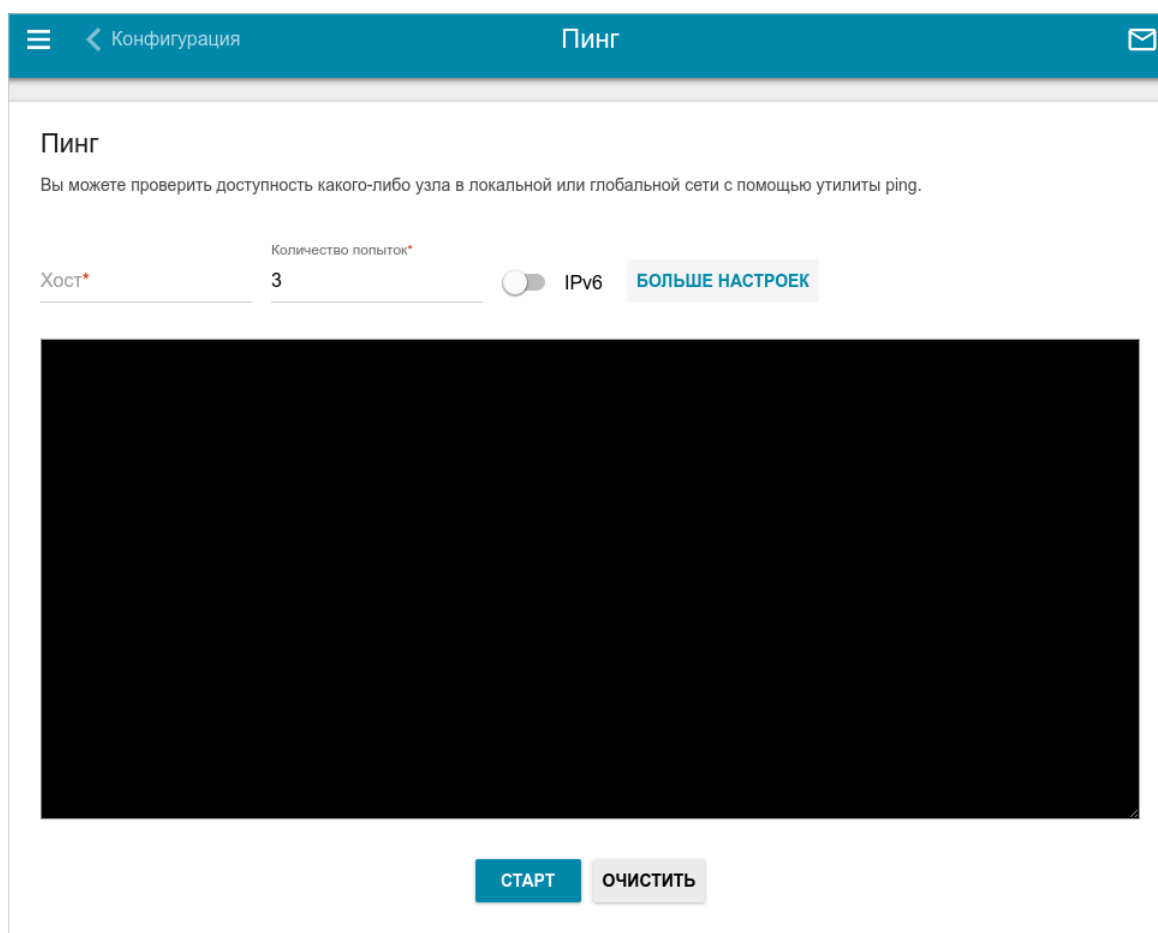 Конфигурация
Пинг
Пинг
Вы можете проверить доступность какого-либо узла в локальной или глобальной сети с помощью утилиты ping.
Количество попыток*
Хост* 3 IPv6 БОЛЬШЕ НАСТРОЕК
СТАРТ ОЧИСТИТЬ